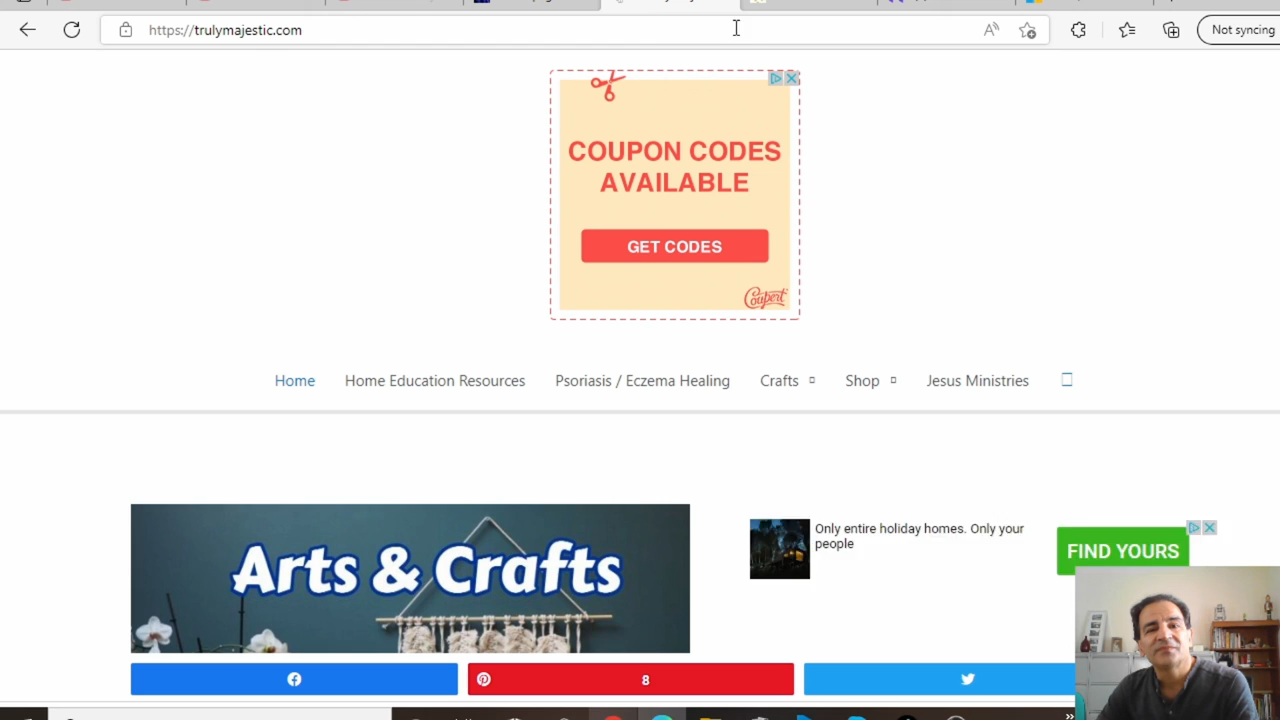 https://trulymajestic.com
Not syncing
COUPON CODES
AVAILABLE
GET CODES
Coupert
Home
Home Education Resources
Psoriasis / Eczema Healing
Crafts
Shop
Jesus Ministries
Arts & Crafts
Only entire holiday homes. Only your
people
FIND YOURS
8